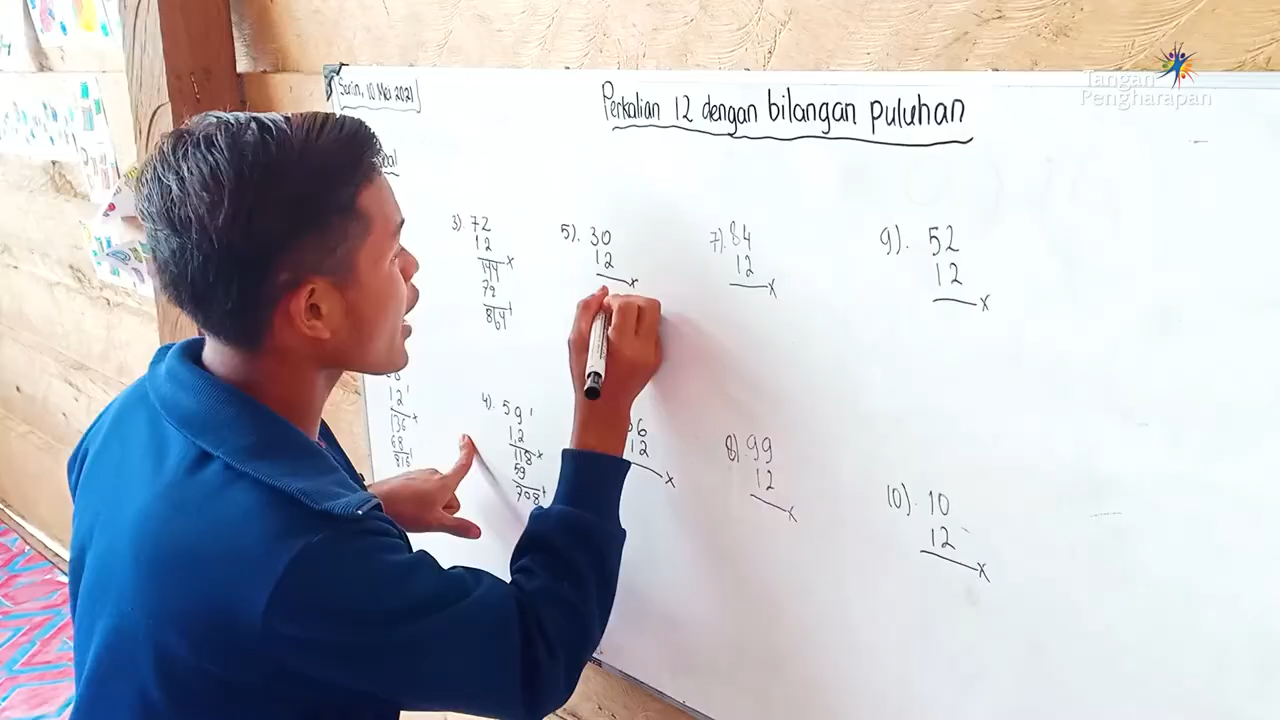 Senin, 10 Mei 2021
Perkalian 12 dengan bilangan puluhan
Tangan
Pengharapan
3). 72
12
x
144
72
+
864
12
x
136
68
+
816
4). 59
12
118 x
59
708 +
5). 30
12
x
12
x
7). 84
12
x
8). 99
12
x
9). 52
12
x
10). 10
12
x